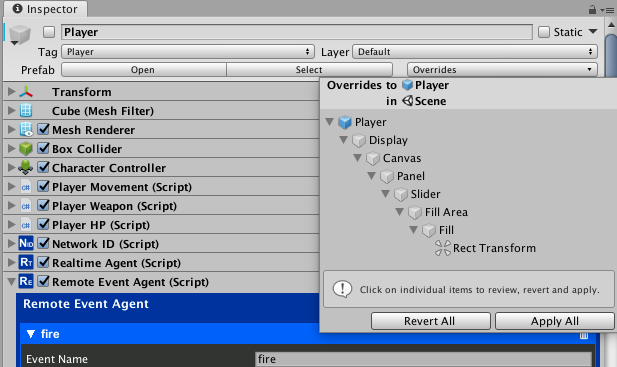 Inspector
Player
Static
Tag Player Layer Default
Prefab Open Select Overrides
Overrides to Player
in Scene
Transform
Cube (Mesh Filter)
Mesh Renderer
Box Collider
Character Controller
Player Movement (Script)
Player Weapon (Script)
Player HP (Script)
Network ID (Script)
Realtime Agent (Script)
Remote Event Agent (Script)
Player
Display
Canvas
Panel
Slider
Fill Area
Fill
Rect Transform
Click on individual items to review, revert and apply.
Revert All Apply All
Remote Event Agent
fire
Event Name fire